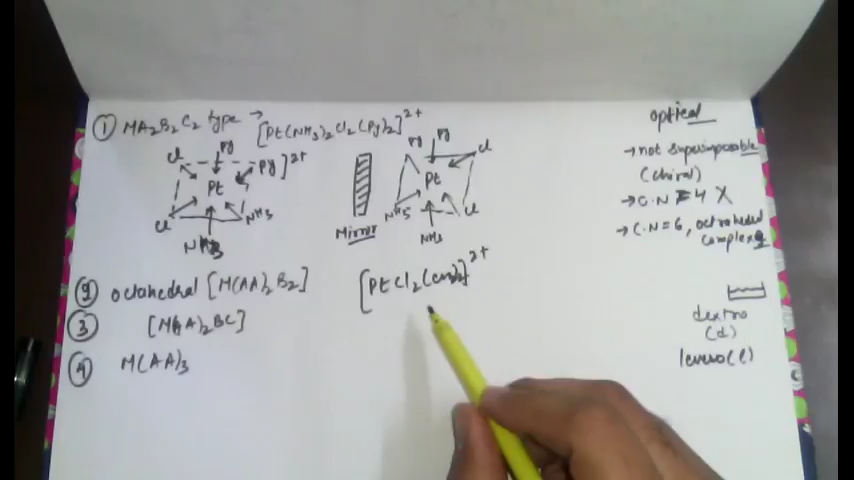 ① MA2B2C2 type → [Pt(NH3)2Cl2(Py)2]2+
Cl Py Py]2+
Pt
Cl NH3
NH3
Mirror
Py Py Cl
Pt
NH3 Cl
NH3
② octahedral [M(AA)2B2] [PtCl2(en)2]2+
③ [M(AA)2BC]
④ M(AA)3
optical
→ not superimposable
(chiral)
→ C.N 4 X
→ C.N = 6, octahedral
complexe
dextro
(d)
levero(l)